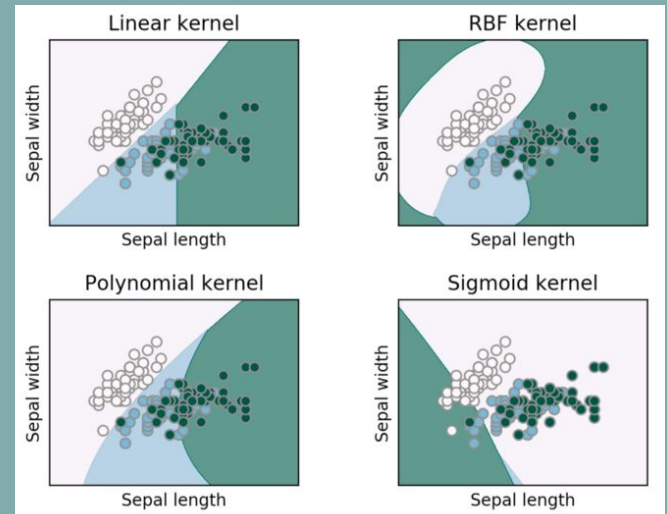 Linear kernel
RBF kernel
Sepal width
Sepal width
Sepal length
Sepal length
Polynomial kernel
Sigmoid kernel
Sepal width
Sepal width
Sepal length
Sepal length